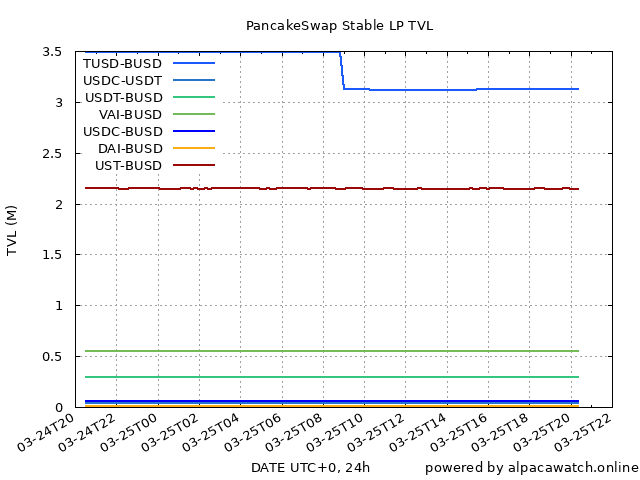 PancakeSwap Stable LP TVL
3.5
3
2.5
2
1.5
1
0.5
0
TVL (M)
TUSD-BUSD
USDC-USDT
USDT-BUSD
VAI-BUSD
USDC-BUSD
DAI-BUSD
UST-BUSD
03-24T20
03-24T22
03-25T00
03-25T02
03-25T04
03-25T06
03-25T08
03-25T10
03-25T12
03-25T14
03-25T16
03-25T18
03-25T20
03-25T22
DATE UTC+0, 24h
powered by alpacawatch.online